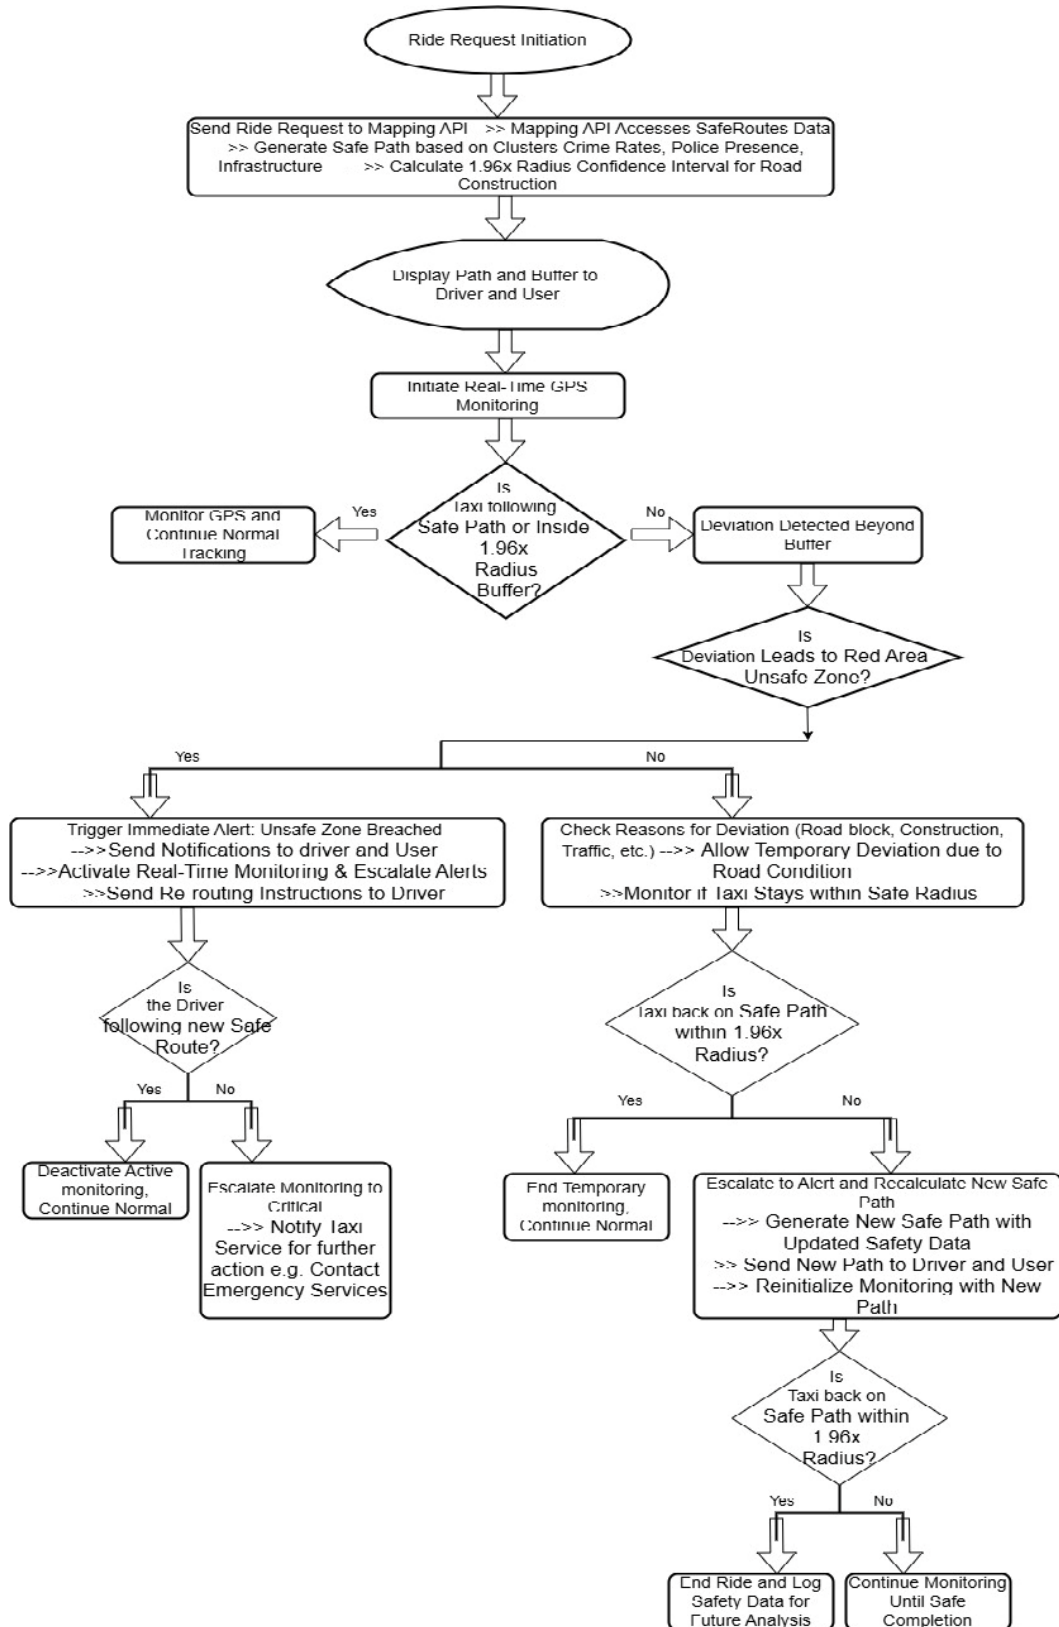 Ride Request Initiation
Send Ride Request to Mapping API >> Mapping API Accesses SafeRoutes Data
>> Generate Safe Path based on Clusters Crime Rates, Police Presence,
Infrastructure >> Calculate 1.96x Radius Confidence Interval for Road
Construction
Display Path and Buffer to
Driver and User
Initiate Real-Time GPS
Monitoring
Is
Taxi following
Safe Path or Inside
1.96x
Radius
Buffer?
Yes
No
Monitor GPS and
Continue Normal
Tracking
Deviation Detected Beyond
Buffer
Is
Deviation Leads to Red Area
Unsafe Zone?
Yes
No
Trigger Immediate Alert: Unsafe Zone Breached
-->>Send Notifications to driver and User
-->>Activate Real-Time Monitoring & Escalate Alerts
>>Send Re routing Instructions to Driver
Check Reasons for Deviation (Road block, Construction,
Traffic, etc.) -->> Allow Temporary Deviation due to
Road Condition
>>Monitor if Taxi Stays within Safe Radius
Is
the Driver
following new Safe
Route?
Yes
No
Deactivate Active
monitoring,
Continue Normal
Escalate Monitoring to
Critical
-->> Notify Taxi
Service for further
action e.g. Contact
Emergency Services
Is
Taxi back on Safe Path
within 1.96x
Radius?
Yes
No
End Temporary
monitoring,
Continue Normal
Escalate to Alert and Recalculate New Safe
Path
-->> Generate New Safe Path with
Updated Safety Data
>> Send New Path to Driver and User
-->> Reinitialize Monitoring with New
Path
Is
Taxi back on
Safe Path within
1.96x
Radius?
Yes
No
End Ride and Log
Safety Data for
Future Analysis
Continue Monitoring
Until Safe
Completion